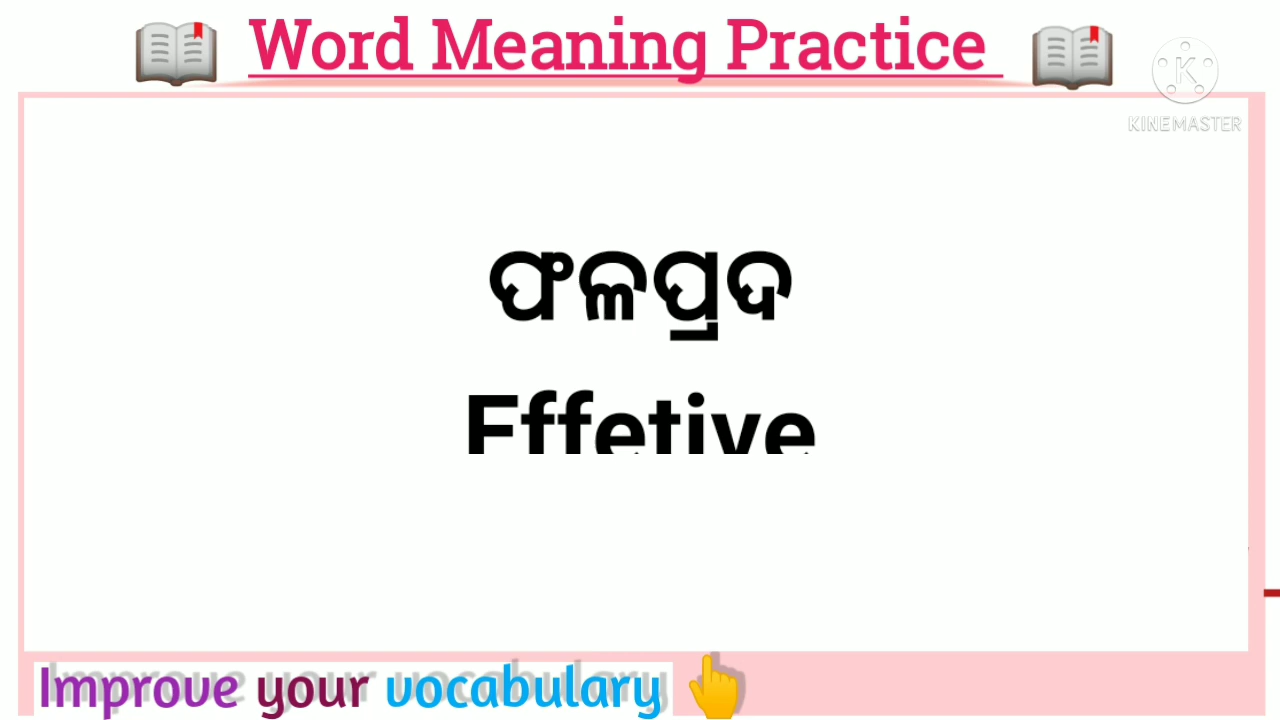 Word Meaning Practice
KINEMASTER
ଫଳପ୍ରଦ
Effetive
Improve your vocabulary